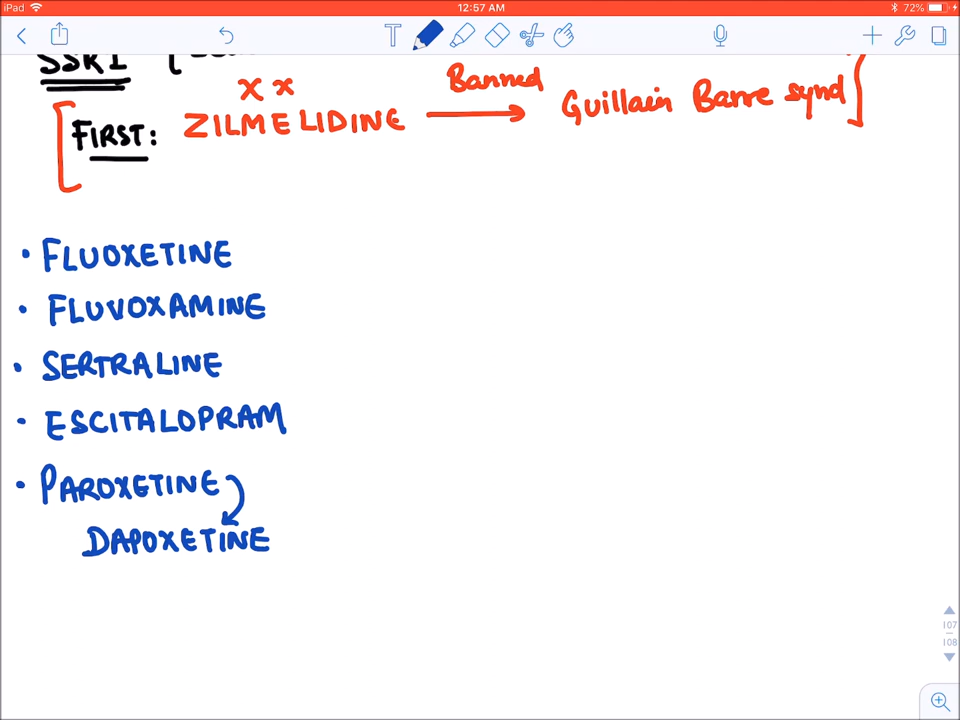 iPad 12:57 AM 72%
T
SSRI
x x
Banned
FIRST: ZILMELIDINE Guillain Barre synd
• FLUOXETINE
• FLUVOXAMINE
• SERTRALINE
• ESCITALOPRAM
• PAROXETINE
DAPOXETINE
107
108